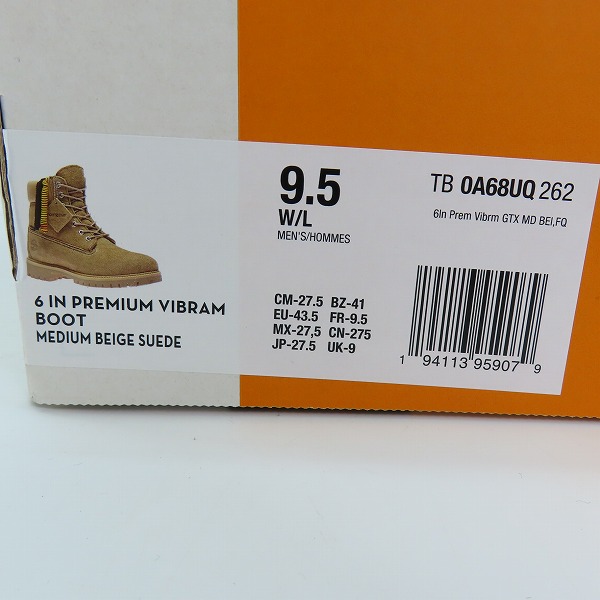 6 IN PREMIUM VIBRAM
BOOT
MEDIUM BEIGE SUEDE
9.5
W/L
MEN'S/HOMMES
CM-27.5 BZ-41
EU-43.5 FR-9.5
MX-27,5 CN-275
JP-27.5 UK-9
TB 0A68UQ 262
6In Prem Vibrm GTX MD BEI,FQ
1 94113 95907 9